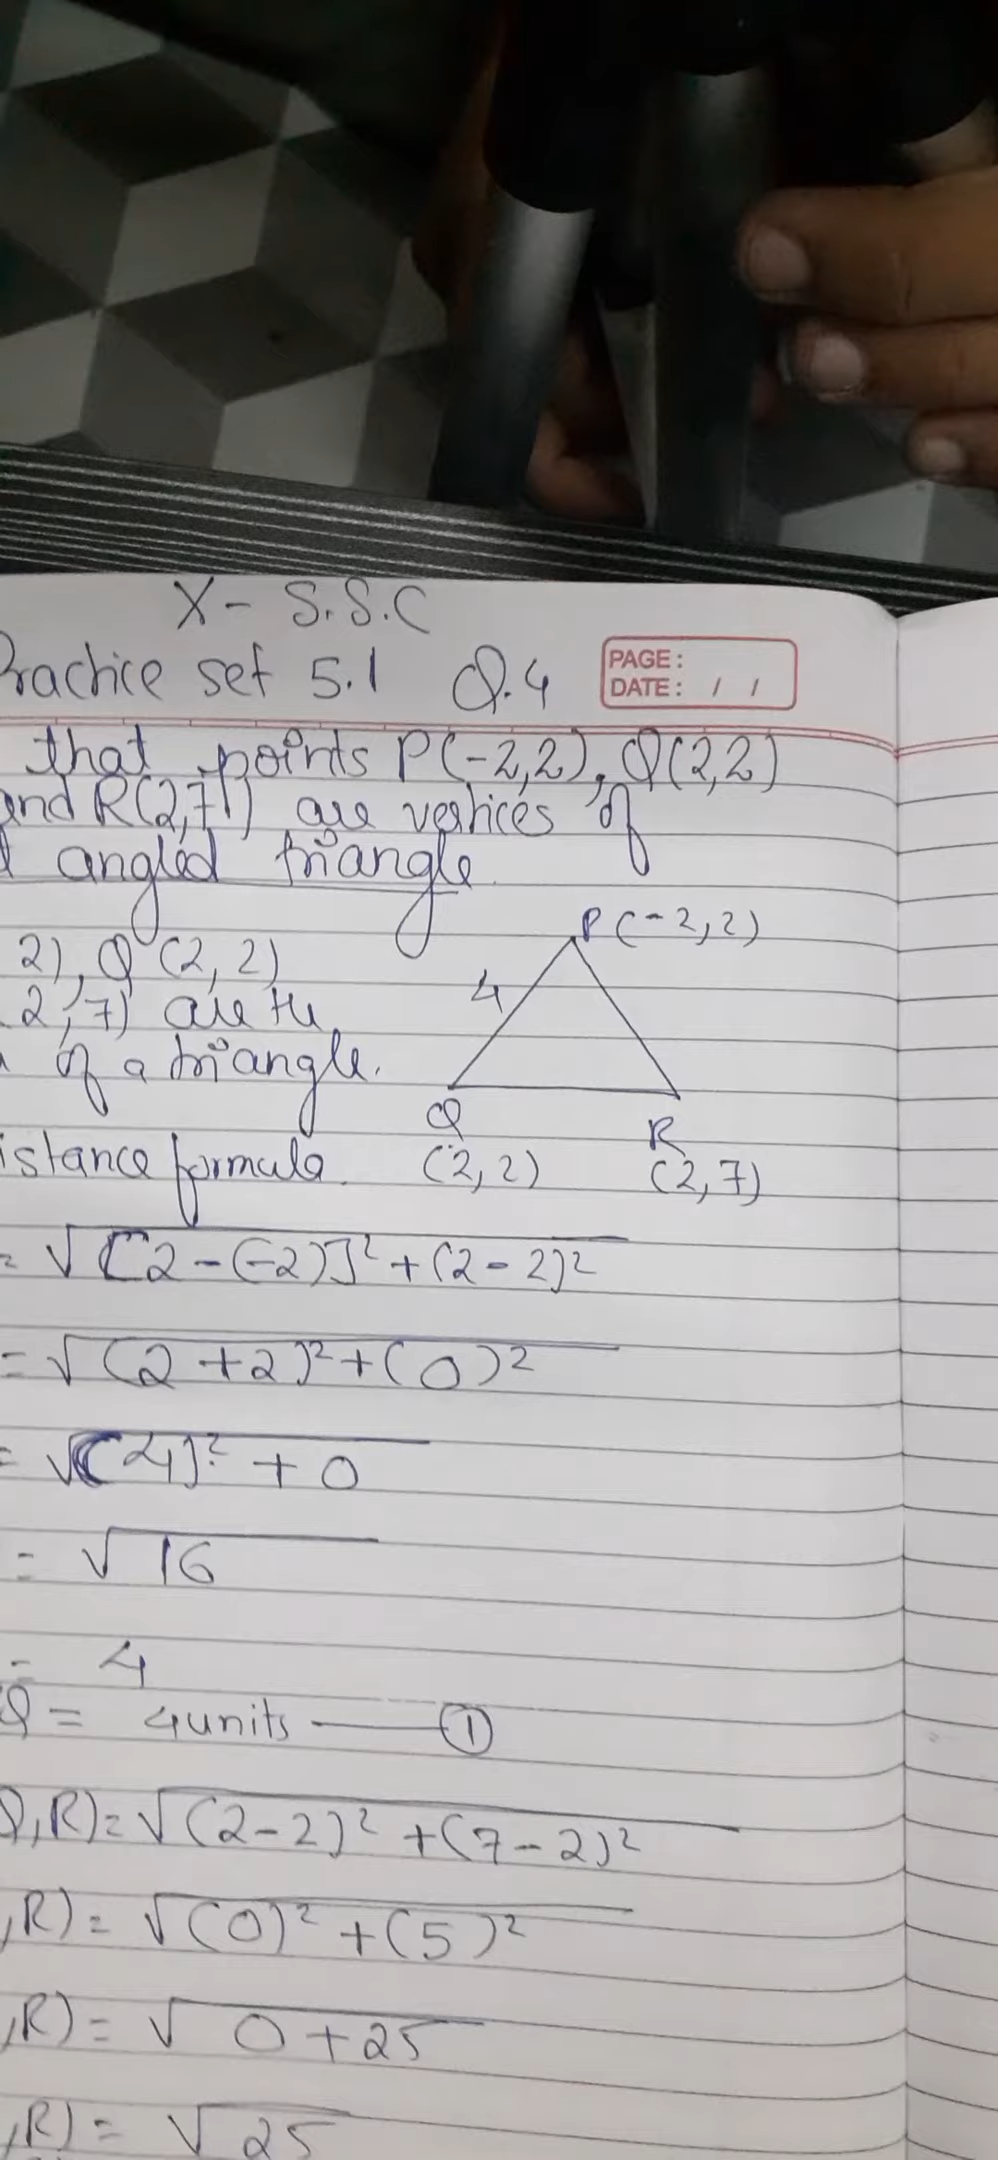 X - S.S.C
Practice set 5.1 Q.4
PAGE :
DATE : / /
that points P(-2,2), Q(2,2)
and R(2,7) are vertices of
angled triangle
P(-2,2)
2), Q (2, 2)
4
2, 7) are the
of a triangle.
Q
R
istance formula.
(2, 2)
(2, 7)
= √[2-(-2)]² + (2-2)²
= √(2+2)² + (0)²
= √(4)² + 0
= √16
= 4
Q = 4units — ①
Q,R) = √(2-2)² + (7-2)²
,R) = √(0)² + (5)²
,R) = √0+25
,R) = √25